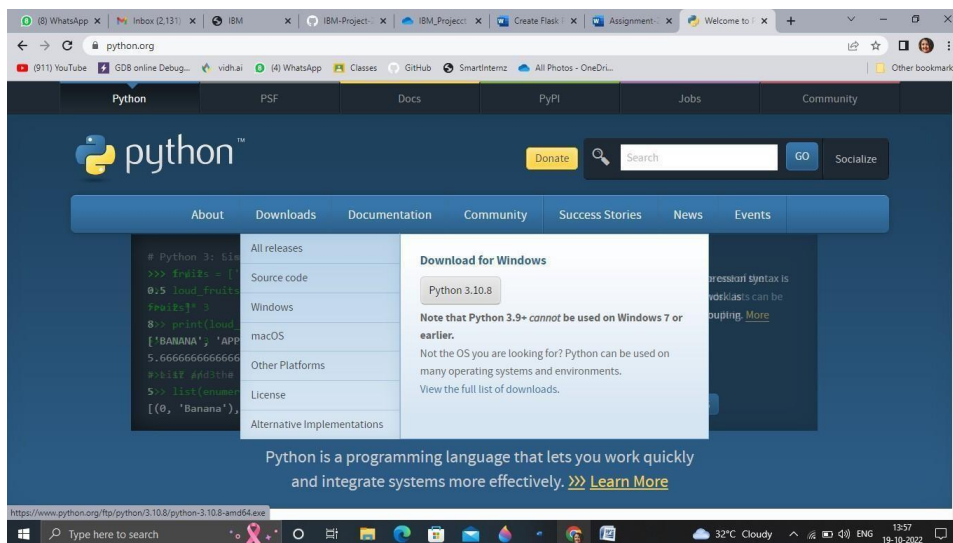 (8) WhatsApp
Inbox (2,131)
IBM
IBM-Project-
IBM_Projecct
Create Flask
Assignment-
Welcome to
python.org
(911) YouTube
GDB online Debug...
vidh.ai
(4) WhatsApp
Classes
GitHub
SmartInternz
All Photos - OneDri...
Other bookmark
Python PSF Docs PyPI Jobs Community
python™
Donate
Search
GO
Socialize
About Downloads Documentation Community Success Stories News Events
All releases
Source code
Windows
macOS
Other Platforms
License
Alternative Implementations
Download for Windows
Python 3.10.8
Note that Python 3.9+ cannot be used on Windows 7 or
earlier.
Not the OS you are looking for? Python can be used on
many operating systems and environments.
View the full list of downloads.
# Python 3:
>>>
loud_fruits
>>> print(loud_
['BANANA', 'APP
5.6666666666666
>> list(enumer
[(0, 'Banana'),
More
Python is a programming language that lets you work quickly
and integrate systems more effectively. >>> Learn More
https://www.python.org/ftp/python/3.10.8/python-3.10.8-amd64.exe
Type here to search
32°C Cloudy
ENG
13:57
19-10-2022